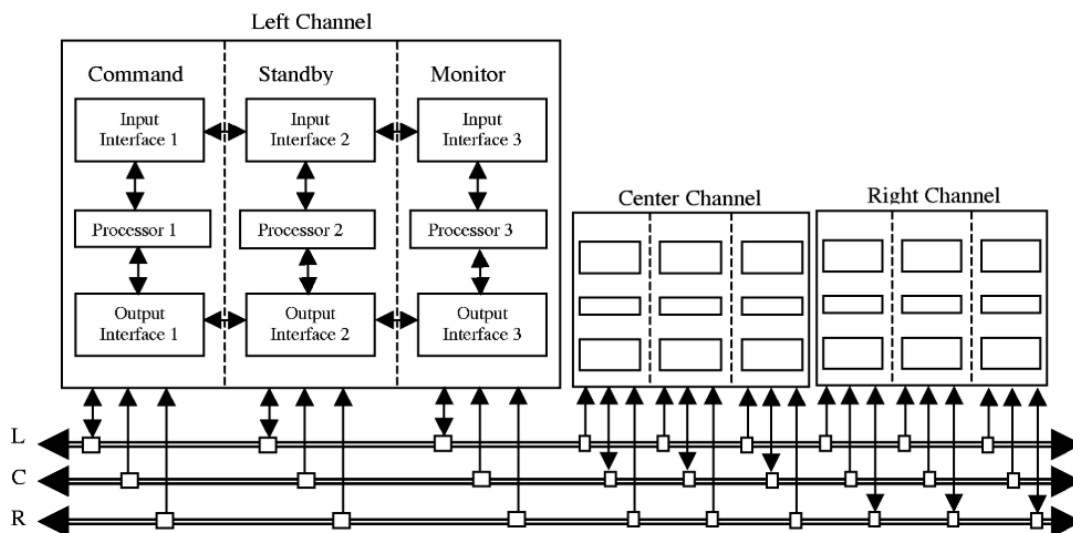 Left Channel
Command
Standby
Monitor
Input
Interface 1
Input
Interface 2
Input
Interface 3
Processor 1
Processor 2
Processor 3
Output
Interface 1
Output
Interface 2
Output
Interface 3
Center Channel
Right Channel
L
C
R